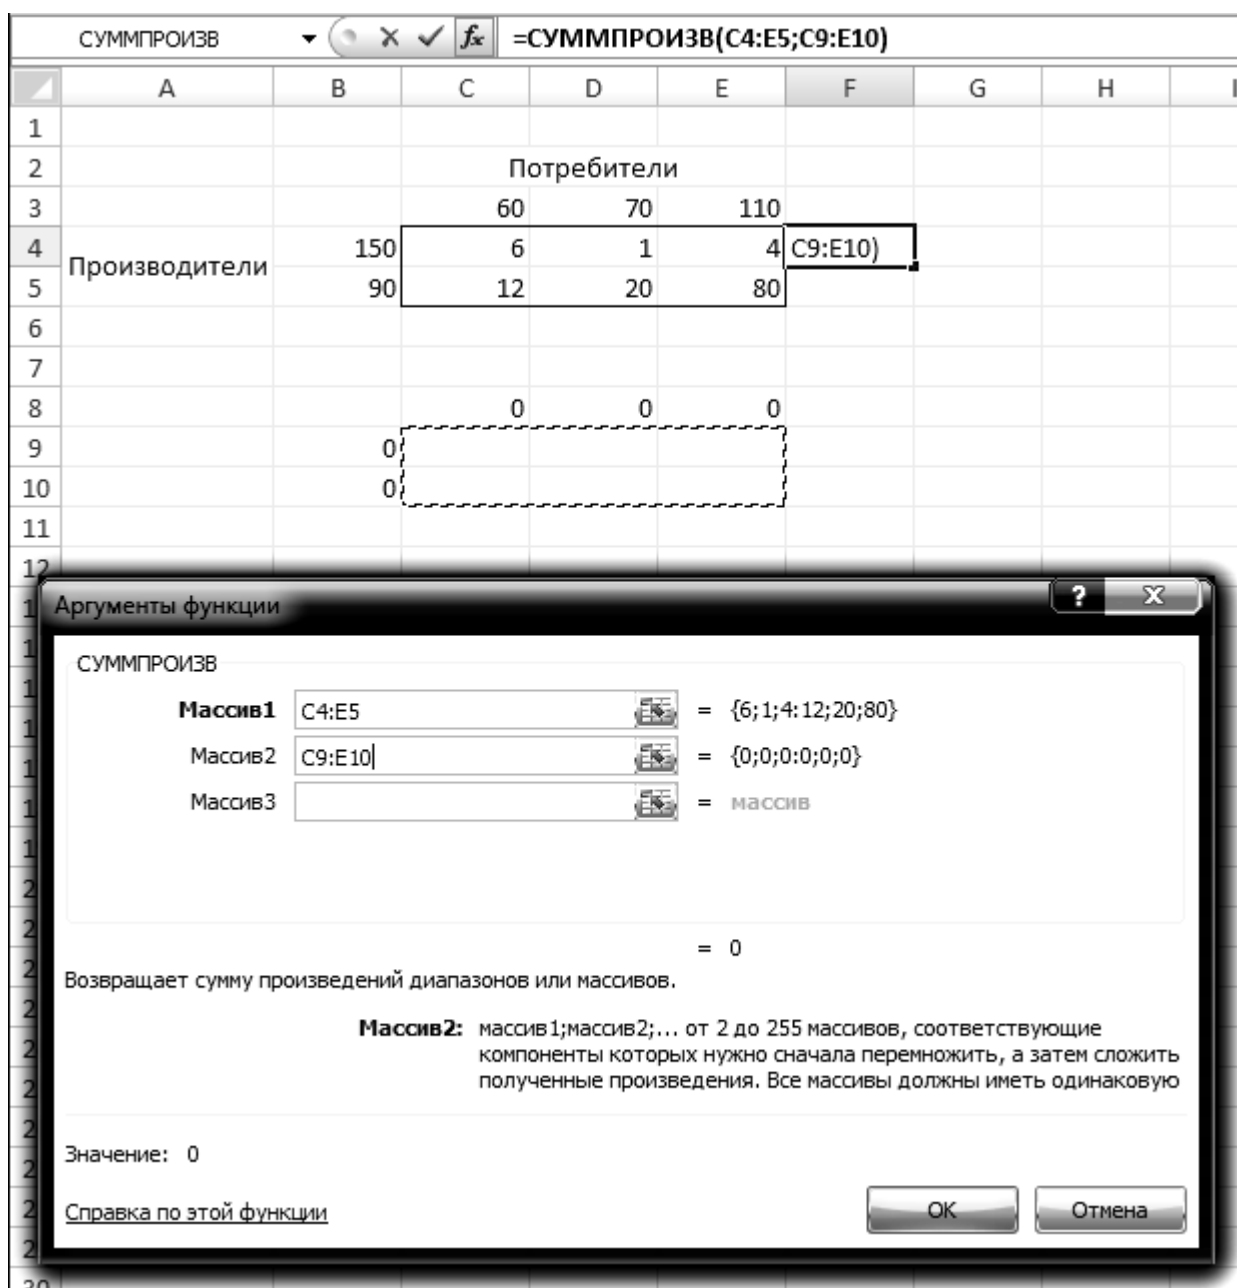 СУММПРОИЗВ =СУММПРОИЗВ(C4:E5;C9:E10)
A B C D E F G H
1
2 Потребители
3 60 70 110
4 150 6 1 4 C9:E10)
Производители
5 90 12 20 80
6
7
8 0 0 0
9 0
10 0
11
12
Аргументы функции ? X
СУММПРОИЗВ
Массив1 C4:E5 = {6;1;4:12;20;80}
Массив2 C9:E10 = {0;0;0:0;0;0}
Массив3 = массив
= 0
Возвращает сумму произведений диапазонов или массивов.
Массив2: массив1;массив2;... от 2 до 255 массивов, соответствующие
компоненты которых нужно сначала перемножить, а затем сложить
полученные произведения. Все массивы должны иметь одинаковую
Значение: 0
Справка по этой функции OK Отмена